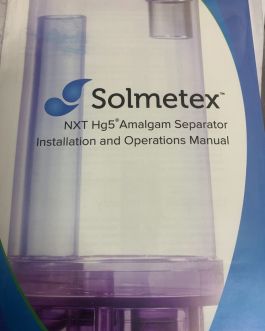 Solmetex™
NXT Hg5® Amalgam Separator
Installation and Operations Manual